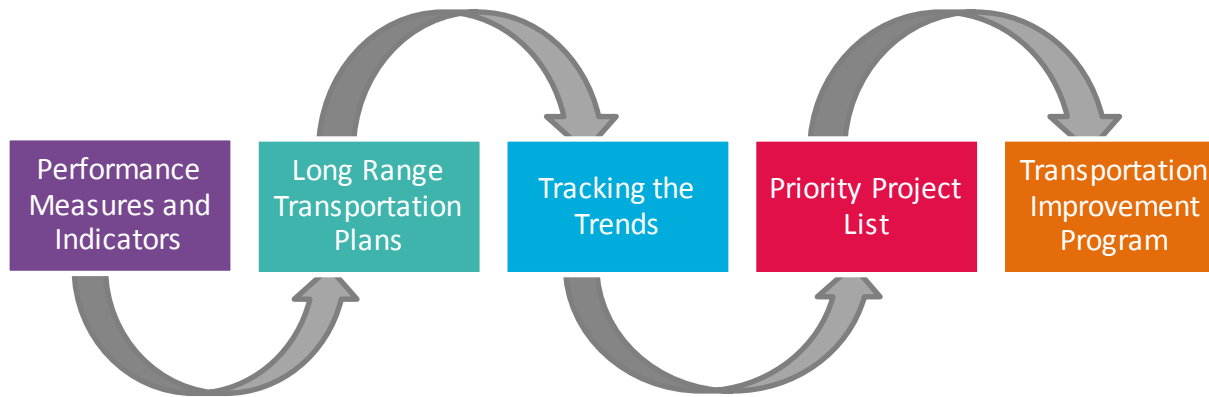 Performance
Measures and
Indicators
Long Range
Transportation
Plans
Tracking the
Trends
Priority Project
List
Transportation
Improvement
Program